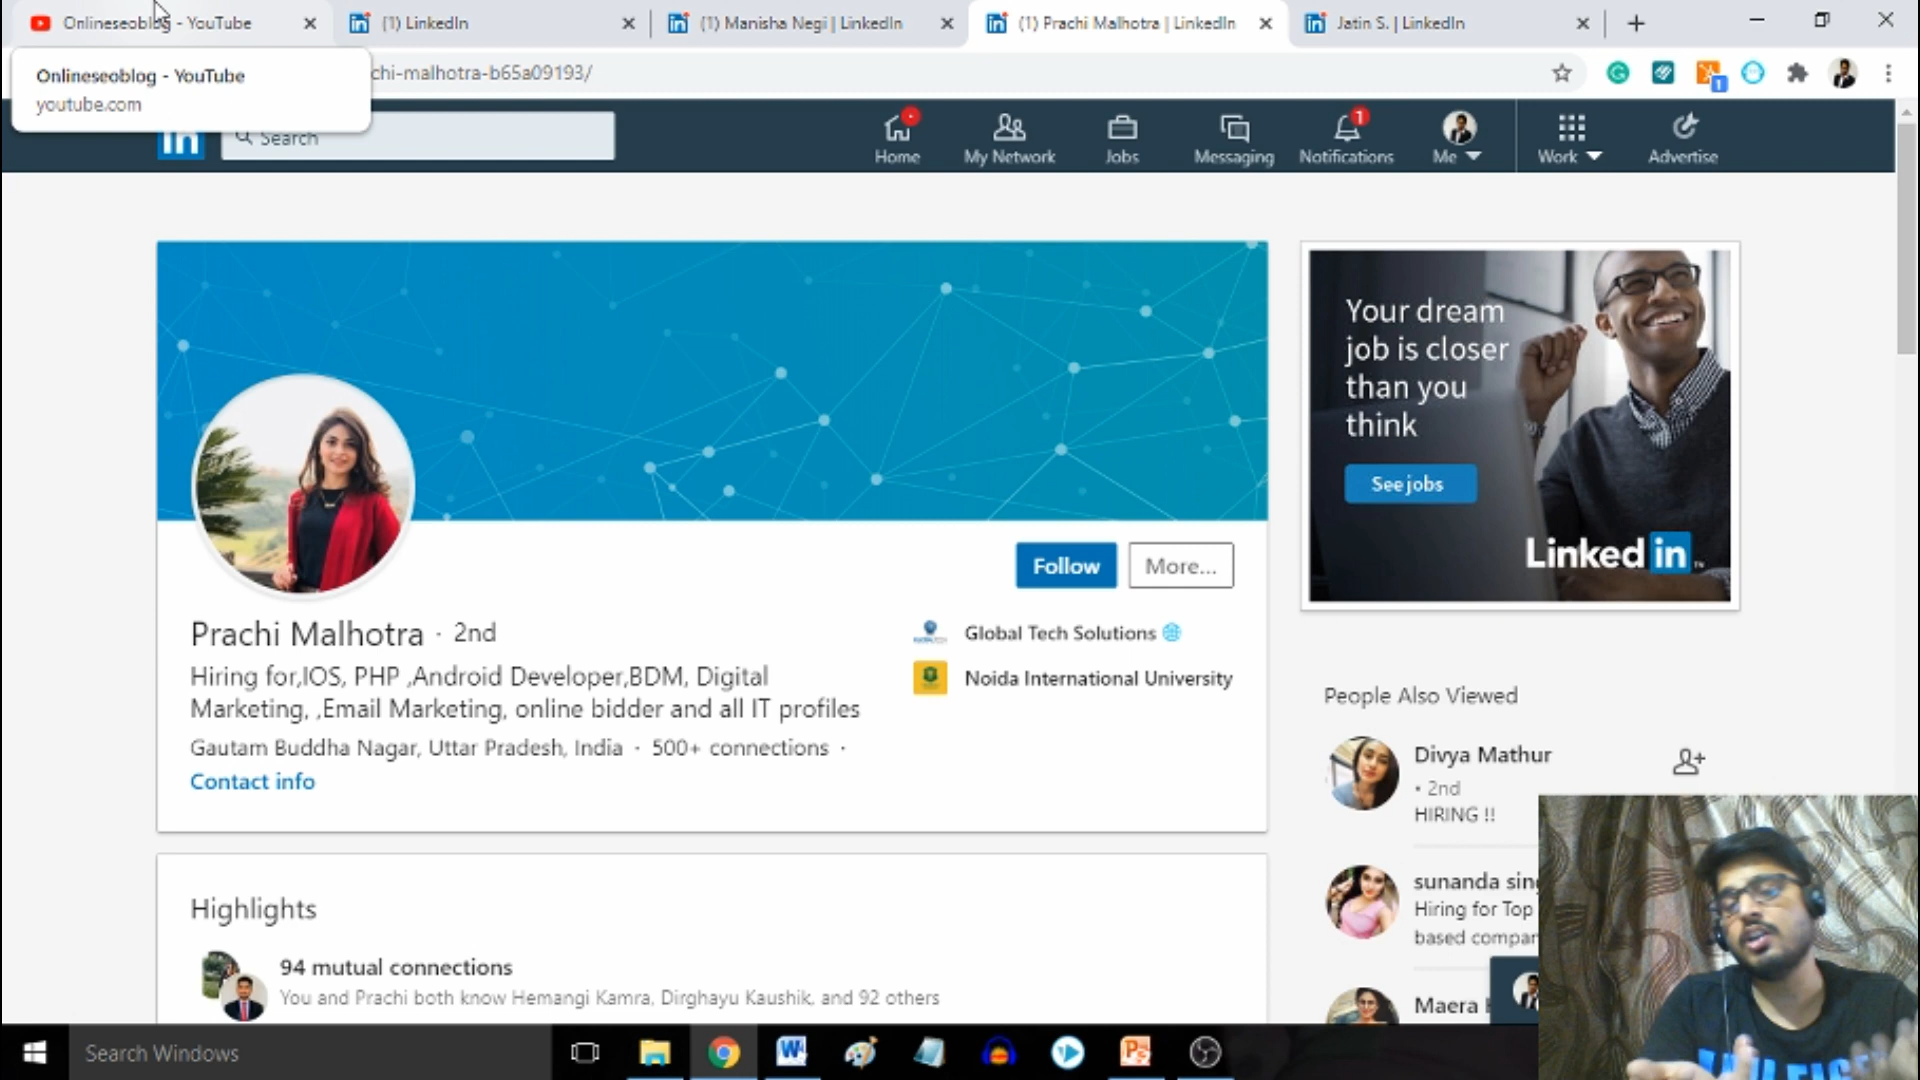 Onlineseoblog - YouTube
(1) LinkedIn
(1) Manisha Negi | LinkedIn
(1) Prachi Malhotra | LinkedIn
Jatin S. | LinkedIn
Onlineseoblog - YouTube
youtube.com
chi-malhotra-b65a09193/
1
in
Search
Home
My Network
Jobs
Messaging
1
Notifications
Me
Work
Advertise
Your dream
job is closer
than you
think
See jobs
Linked in
Follow
More...
Prachi Malhotra · 2nd
Hiring for,IOS, PHP ,Android Developer,BDM, Digital
Marketing, ,Email Marketing, online bidder and all IT profiles
Gautam Buddha Nagar, Uttar Pradesh, India · 500+ connections ·
Contact info
Global Tech Solutions
Noida International University
People Also Viewed
Divya Mathur
• 2nd
HIRING !!
sunanda
Hiring for Top
based
Maera
Highlights
94 mutual connections
You and Prachi both know Hemangi Kamra, Dirghayu Kaushik, and 92 others
Search Windows